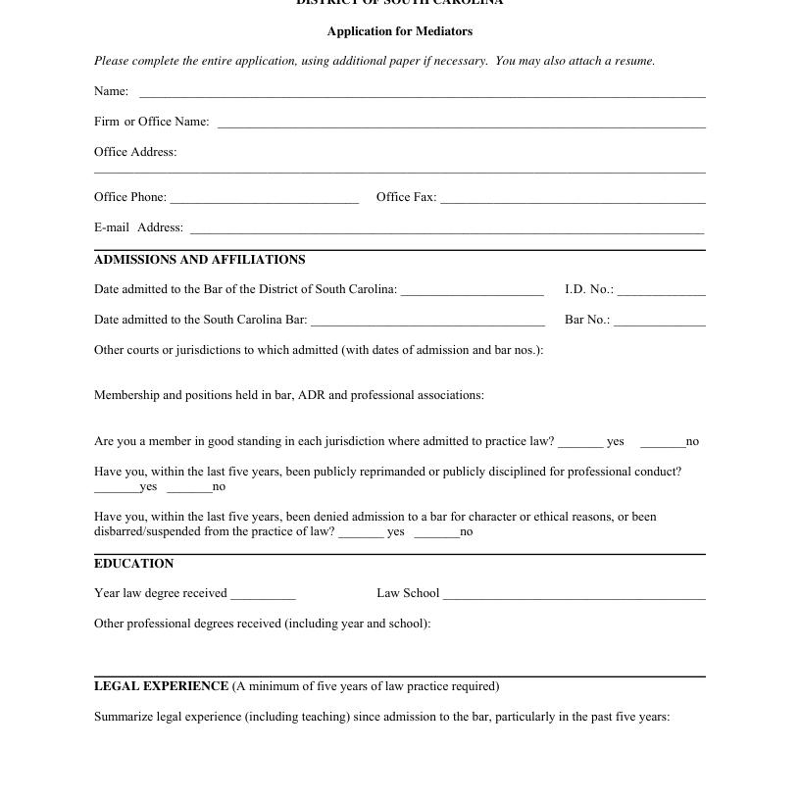 DISTRICT OF SOUTH CAROLINA
Application for Mediators
Please complete the entire application, using additional paper if necessary.  You may also attach a resume.
Name: ____________________
Firm or Office Name: ____________________
Office Address:
____________________
Office Phone: ____________________ Office Fax: ____________________
E-mail Address: ____________________
ADMISSIONS AND AFFILIATIONS
Date admitted to the Bar of the District of South Carolina: ____________________ I.D. No.: ____________
Date admitted to the South Carolina Bar: ____________________ Bar No.: ____________
Other courts or jurisdictions to which admitted (with dates of admission and bar nos.):
Membership and positions held in bar, ADR and professional associations:
Are you a member in good standing in each jurisdiction where admitted to practice law? _______ yes _______no
Have you, within the last five years, been publicly reprimanded or publicly disciplined for professional conduct?
_______yes _______no
Have you, within the last five years, been denied admission to a bar for character or ethical reasons, or been
disbarred/suspended from the practice of law? _______ yes _______no
EDUCATION
Year law degree received __________ Law School ____________________
Other professional degrees received (including year and school):
LEGAL EXPERIENCE (A minimum of five years of law practice required)
Summarize legal experience (including teaching) since admission to the bar, particularly in the past five years: